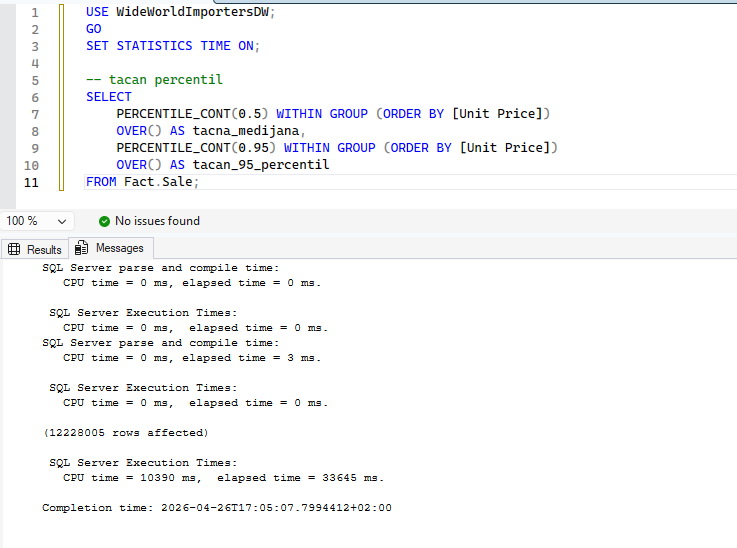 1 USE WideWorldImportersDW;
2 GO
3 SET STATISTICS TIME ON;
4
5 -- tacan percentil
6 SELECT
7 PERCENTILE_CONT(0.5) WITHIN GROUP (ORDER BY [Unit Price])
8 OVER() AS tacna_medijana,
9 PERCENTILE_CONT(0.95) WITHIN GROUP (ORDER BY [Unit Price])
10 OVER() AS tacan_95_percentil
11 FROM Fact.Sale;
100 % No issues found
Results Messages
SQL Server parse and compile time:
CPU time = 0 ms, elapsed time = 0 ms.
SQL Server Execution Times:
CPU time = 0 ms,  elapsed time = 0 ms.
SQL Server parse and compile time:
CPU time = 0 ms, elapsed time = 3 ms.
SQL Server Execution Times:
CPU time = 0 ms,  elapsed time = 0 ms.
(12228005 rows affected)
SQL Server Execution Times:
CPU time = 10390 ms,  elapsed time = 33645 ms.
Completion time: 2026-04-26T17:05:07.7994412+02:00